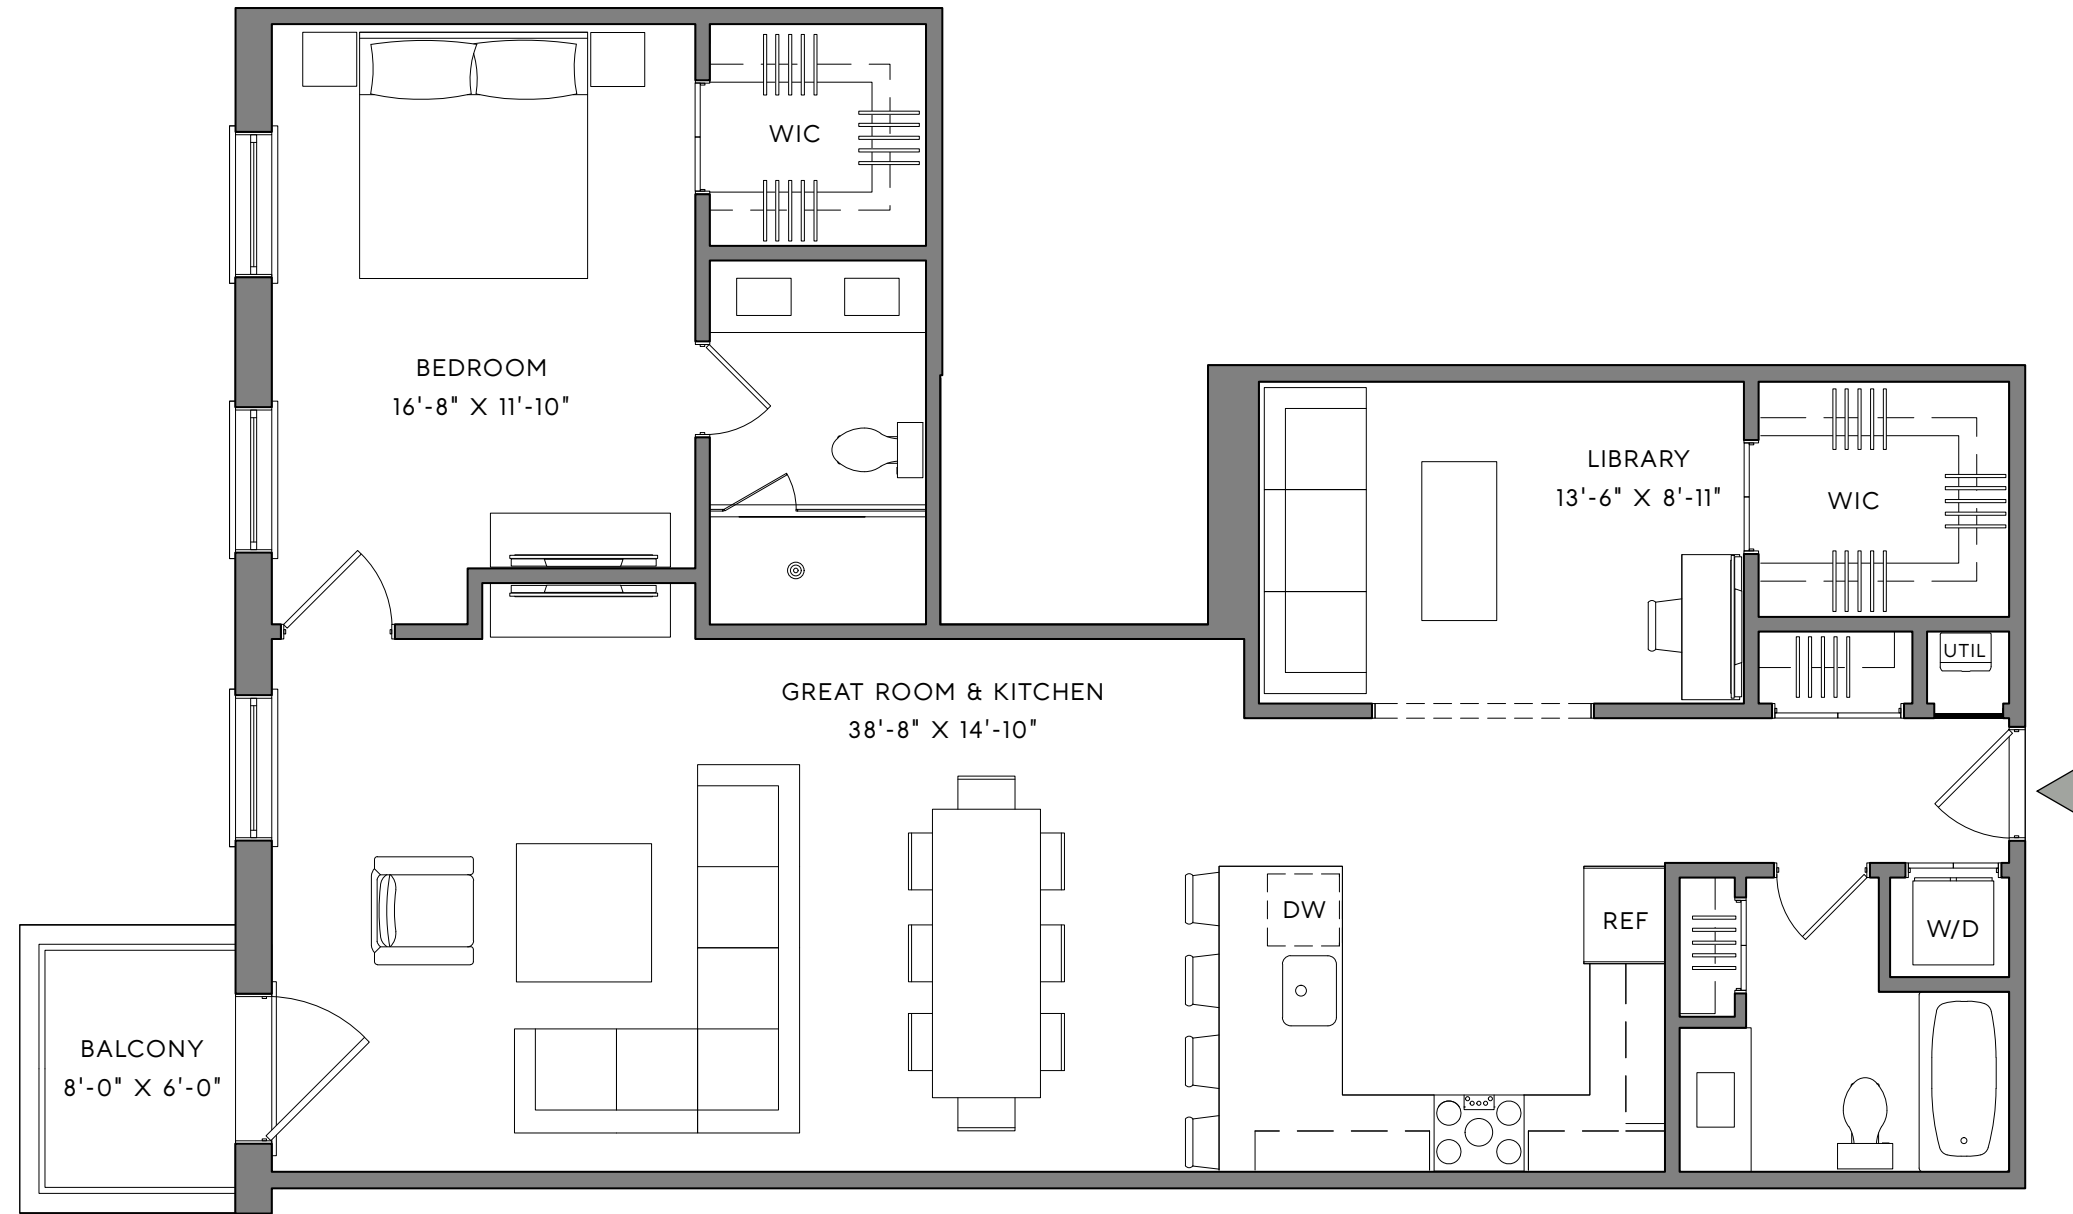 WIC
BEDROOM
16'-8" X 11'-10"
LIBRARY
13'-6" X 8'-11"
WIC
UTIL
GREAT ROOM & KITCHEN
38'-8" X 14'-10"
DW
REF
W/D
BALCONY
8'-0" X 6'-0"